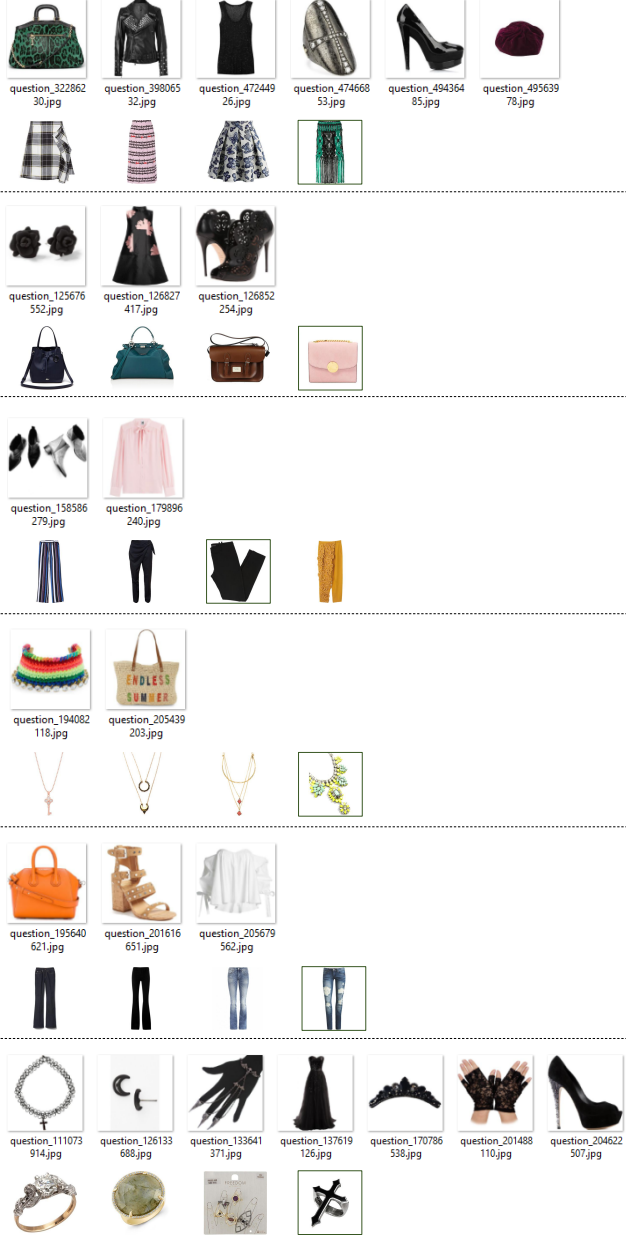 question_322862
30.jpg
question_398065
32.jpg
question_472449
26.jpg
question_474668
53.jpg
question_494364
85.jpg
question_495639
78.jpg
question_125676
552.jpg
question_126827
417.jpg
question_126852
254.jpg
question_158586
279.jpg
question_179896
240.jpg
ENDLESS
SUMMER
question_194082
118.jpg
question_205439
203.jpg
question_195640
621.jpg
question_201616
651.jpg
question_205679
562.jpg
question_111073
914.jpg
question_126133
688.jpg
question_133641
371.jpg
question_137619
126.jpg
question_170786
538.jpg
question_201488
110.jpg
question_204622
507.jpg